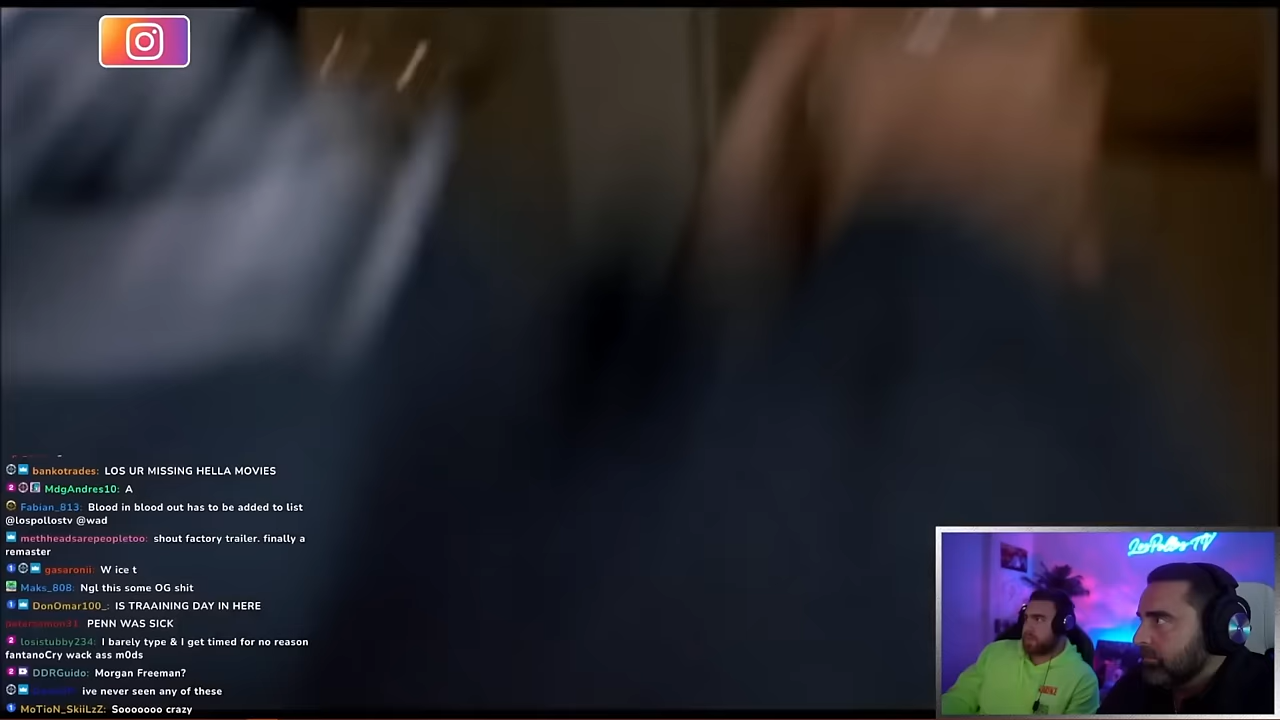 LosPollos TV
bankotrades: LOS UR MISSING HELLA MOVIES
MdgAndres10: A
Fabian_813: Blood in blood out has to be added to list
@lospollostv @wad
methheadsarepeopletoo: shout factory trailer. finally a
remaster
gasaronii: W ice t
Maks_808: Ngl this some OG shit
DonOmar100_: IS TRAAINING DAY IN HERE
PENN WAS SICK
losistubby234: I barely type & I get timed for no reason
fantanoCry wack ass m0ds
DDRGuido: Morgan Freeman?
ive never seen any of these
MoTioN_SkiiLzZ: Sooooooo crazy